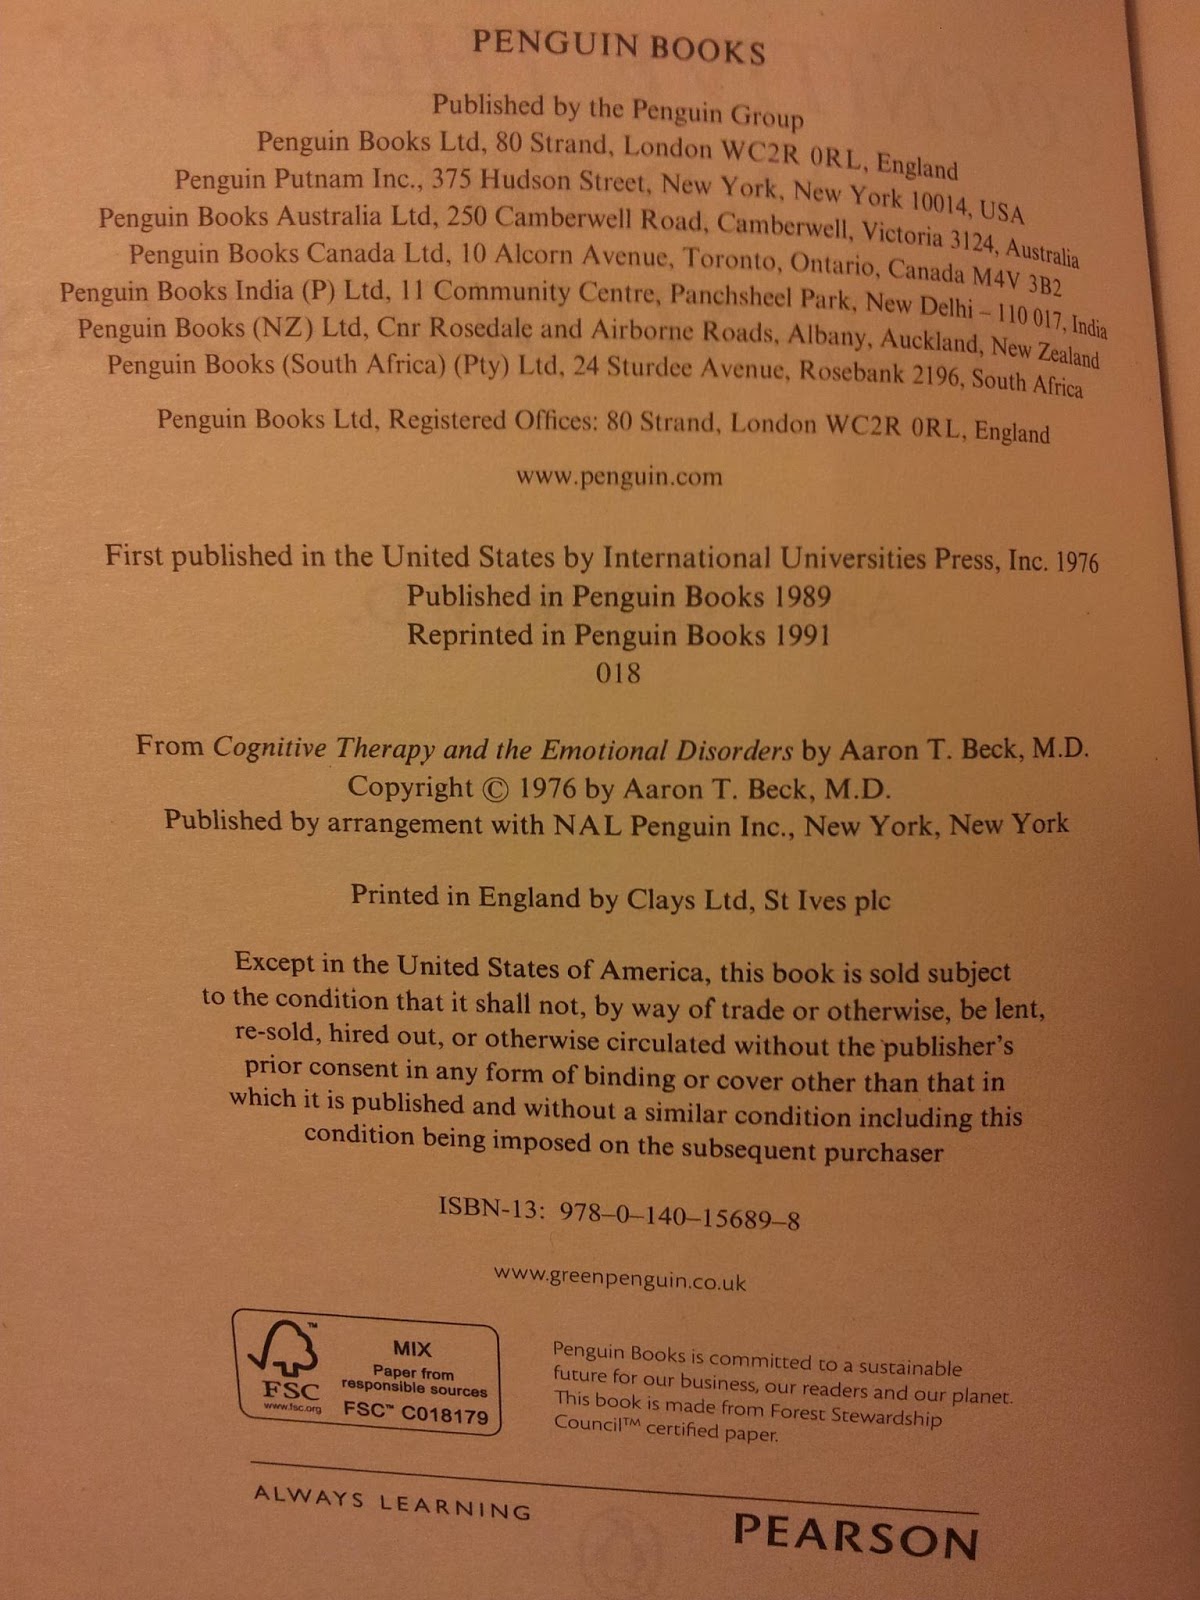 PENGUIN BOOKS
Published by the Penguin Group
Penguin Books Ltd, 80 Strand, London WC2R 0RL, England
Penguin Putnam Inc., 375 Hudson Street, New York, New York 10014, USA
Penguin Books Australia Ltd, 250 Camberwell Road, Camberwell, Victoria 3124, Australia
Penguin Books Canada Ltd, 10 Alcorn Avenue, Toronto, Ontario, Canada M4V 3B2
Penguin Books India (P) Ltd, 11 Community Centre, Panchsheel Park, New Delhi – 110 017, India
Penguin Books (NZ) Ltd, Cnr Rosedale and Airborne Roads, Albany, Auckland, New Zealand
Penguin Books (South Africa) (Pty) Ltd, 24 Sturdee Avenue, Rosebank 2196, South Africa
Penguin Books Ltd, Registered Offices: 80 Strand, London WC2R 0RL, England
www.penguin.com
First published in the United States by International Universities Press, Inc. 1976
Published in Penguin Books 1989
Reprinted in Penguin Books 1991
018
From Cognitive Therapy and the Emotional Disorders by Aaron T. Beck, M.D.
Copyright © 1976 by Aaron T. Beck, M.D.
Published by arrangement with NAL Penguin Inc., New York, New York
Printed in England by Clays Ltd, St Ives plc
Except in the United States of America, this book is sold subject
to the condition that it shall not, by way of trade or otherwise, be lent,
re-sold, hired out, or otherwise circulated without the publisher's
prior consent in any form of binding or cover other than that in
which it is published and without a similar condition including this
condition being imposed on the subsequent purchaser
ISBN-13: 978–0–140–15689–8
www.greenpenguin.co.uk
™
FSC
www.fsc.org
MIX
Paper from
responsible sources
FSC™ C018179
Penguin Books is committed to a sustainable
future for our business, our readers and our planet.
This book is made from Forest Stewardship
Council™ certified paper.
ALWAYS LEARNING
PEARSON